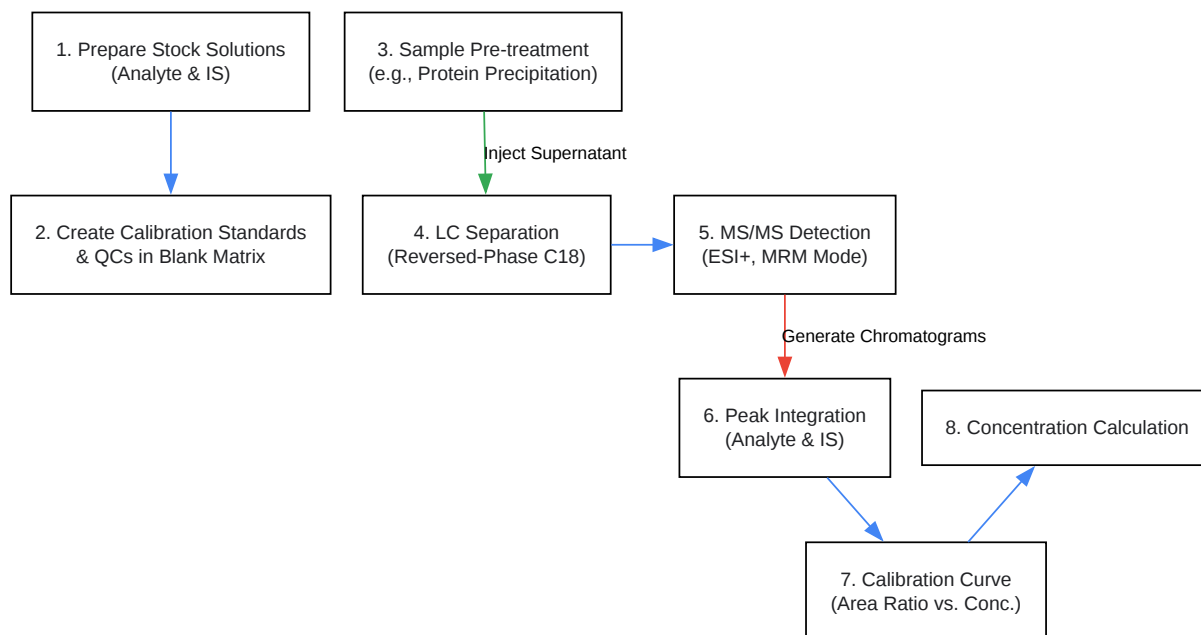 1. Prepare Stock Solutions
(Analyte & IS)
3. Sample Pre-treatment
(e.g., Protein Precipitation)
Inject Supernatant
2. Create Calibration Standards
& QCs in Blank Matrix
4. LC Separation
(Reversed-Phase C18)
5. MS/MS Detection
(ESI+, MRM Mode)
Generate Chromatograms
6. Peak Integration
(Analyte & IS)
8. Concentration Calculation
7. Calibration Curve
(Area Ratio vs. Conc.)